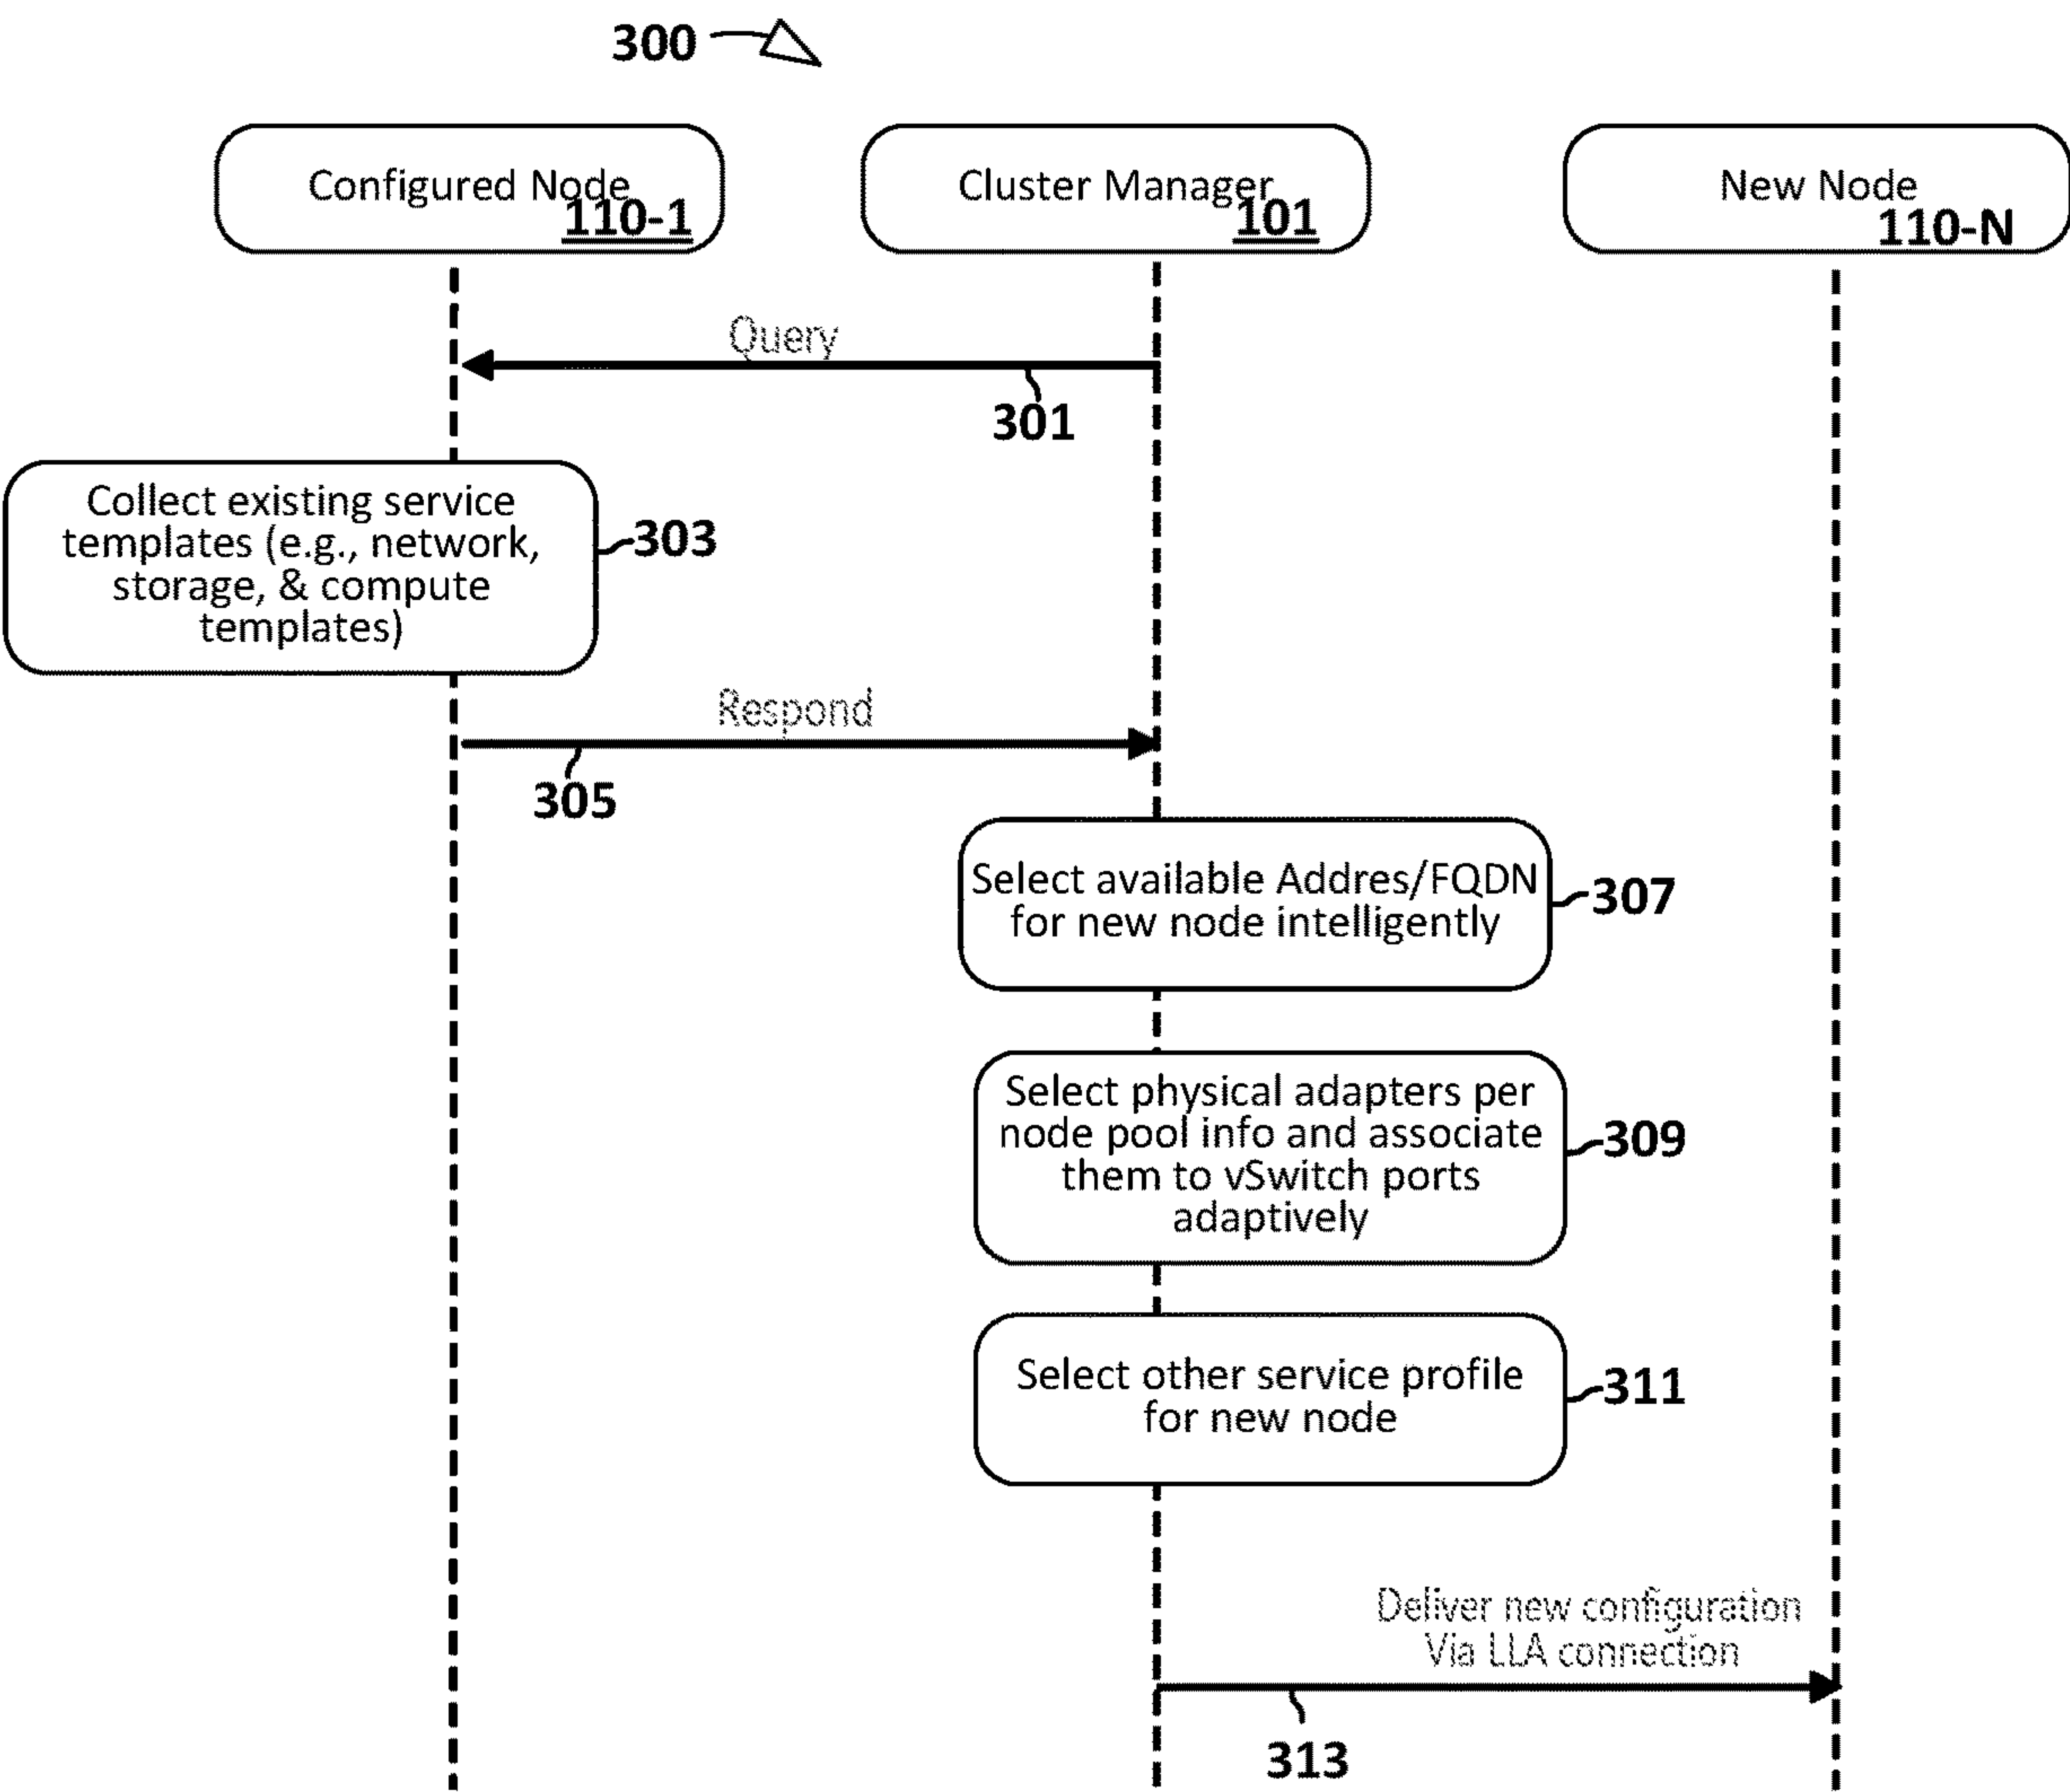 300
Configured Node
110-1
Cluster Manager
101
New Node
110-N
Query
301
Collect existing service
templates (e.g., network,
storage, & compute
templates)
303
Respond
305
Select available Addres/FQDN
for new node intelligently
307
Select physical adapters per
node pool info and associate
them to vSwitch ports
adaptively
309
Select other service profile
for new node
311
Deliver new configuration
Via LLA connection
313